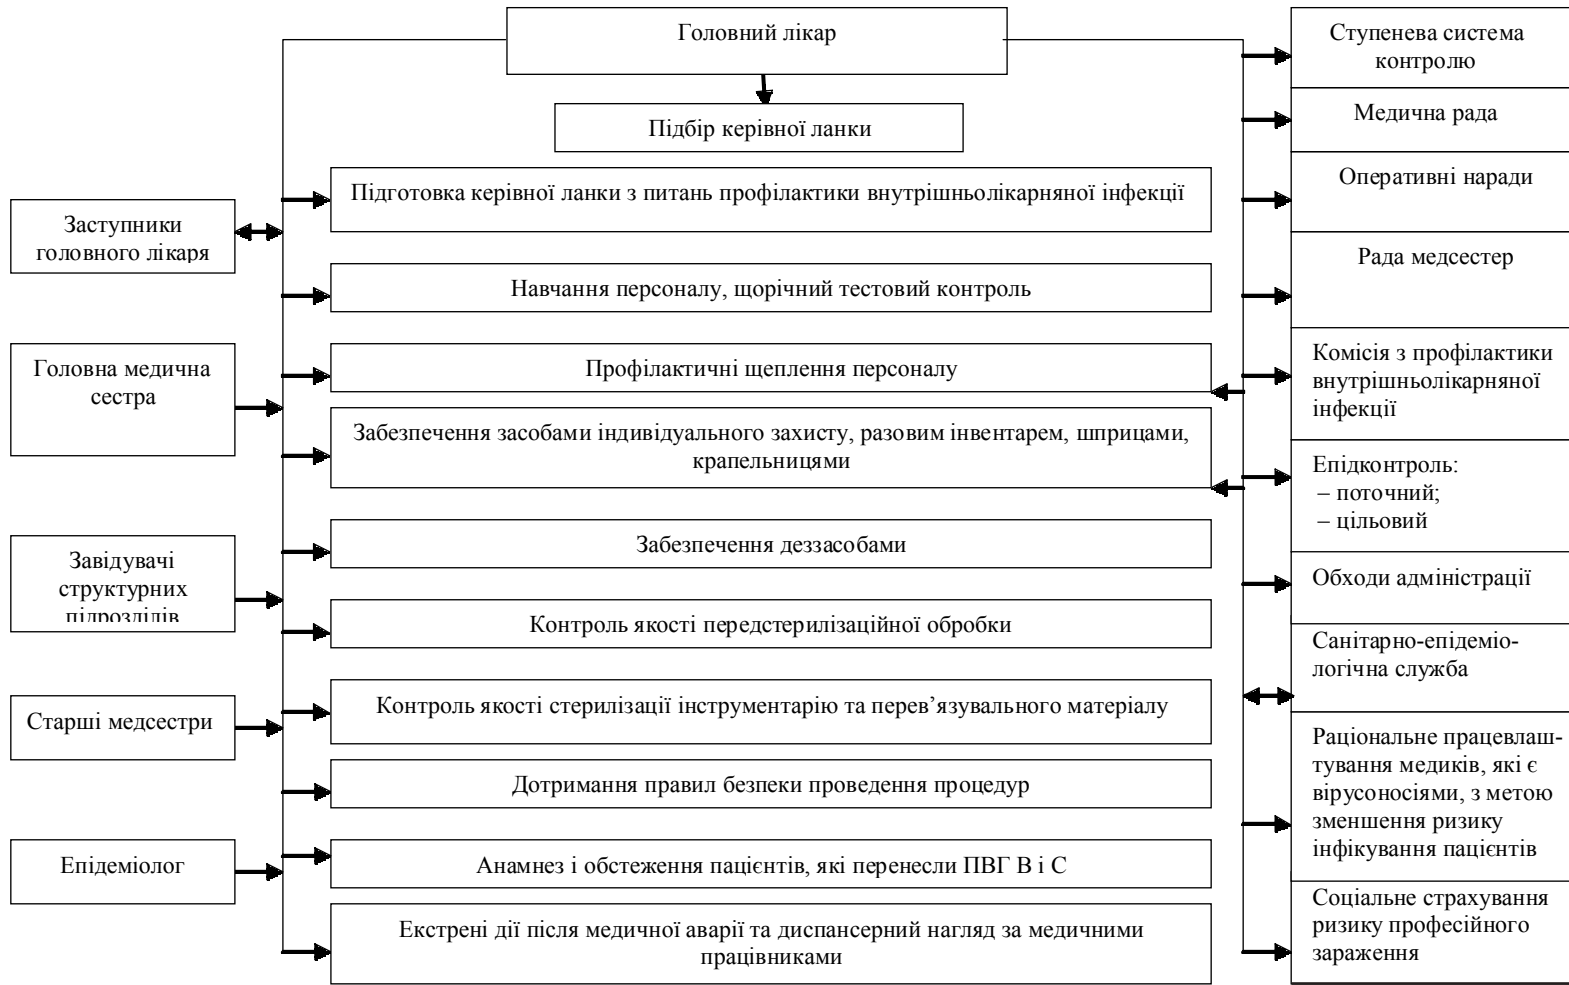 Головний лікар
Підбір керівної ланки
Заступники
головного лікаря
Головна медична
сестра
Завідувачі
структурних
підрозділів
Старші медсестри
Епідеміолог
Підготовка керівної ланки з питань профілактики внутрішньолікарняної інфекції
Навчання персоналу, щорічний тестовий контроль
Профілактичні щеплення персоналу
Забезпечення засобами індивідуального захисту, разовим інвентарем, шприцами,
крапельницями
Забезпечення деззасобами
Контроль якості передстерилізаційної обробки
Контроль якості стерилізації інструментарію та перев’язувального матеріалу
Дотримання правил безпеки проведення процедур
Анамнез і обстеження пацієнтів, які перенесли ПВГ В і С
Екстрені дії після медичної аварії та диспансерний нагляд за медичними
працівниками
Ступенева система
контролю
Медична рада
Оперативні наради
Рада медсестер
Комісія з профілактики
внутрішньолікарняної
інфекції
Епідконтроль:
– поточний;
– цільовий
Обходи адміністрації
Санітарно-епідеміо-
логічна служба
Раціональне працевлаш-
тування медиків, які є
вірусоносіями, з метою
зменшення ризику
інфікування пацієнтів
Соціальне страхування
ризику професійного
зараження